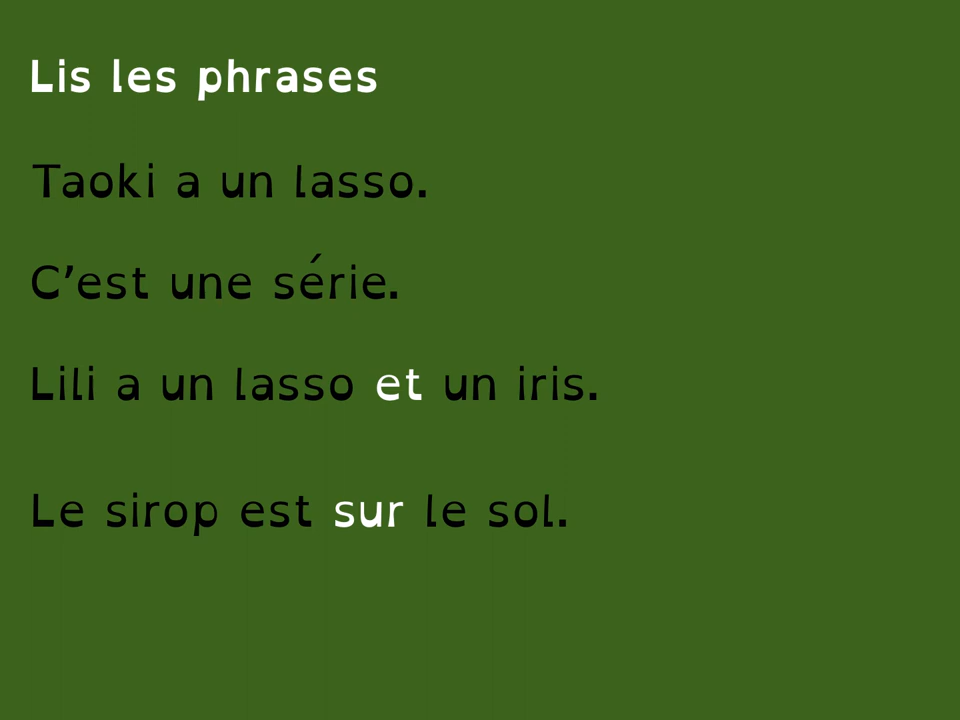 Lis les phrases
Taoki a un lasso.
C’est une série.
Lili a un lasso et un iris.
Le sirop est sur le sol.